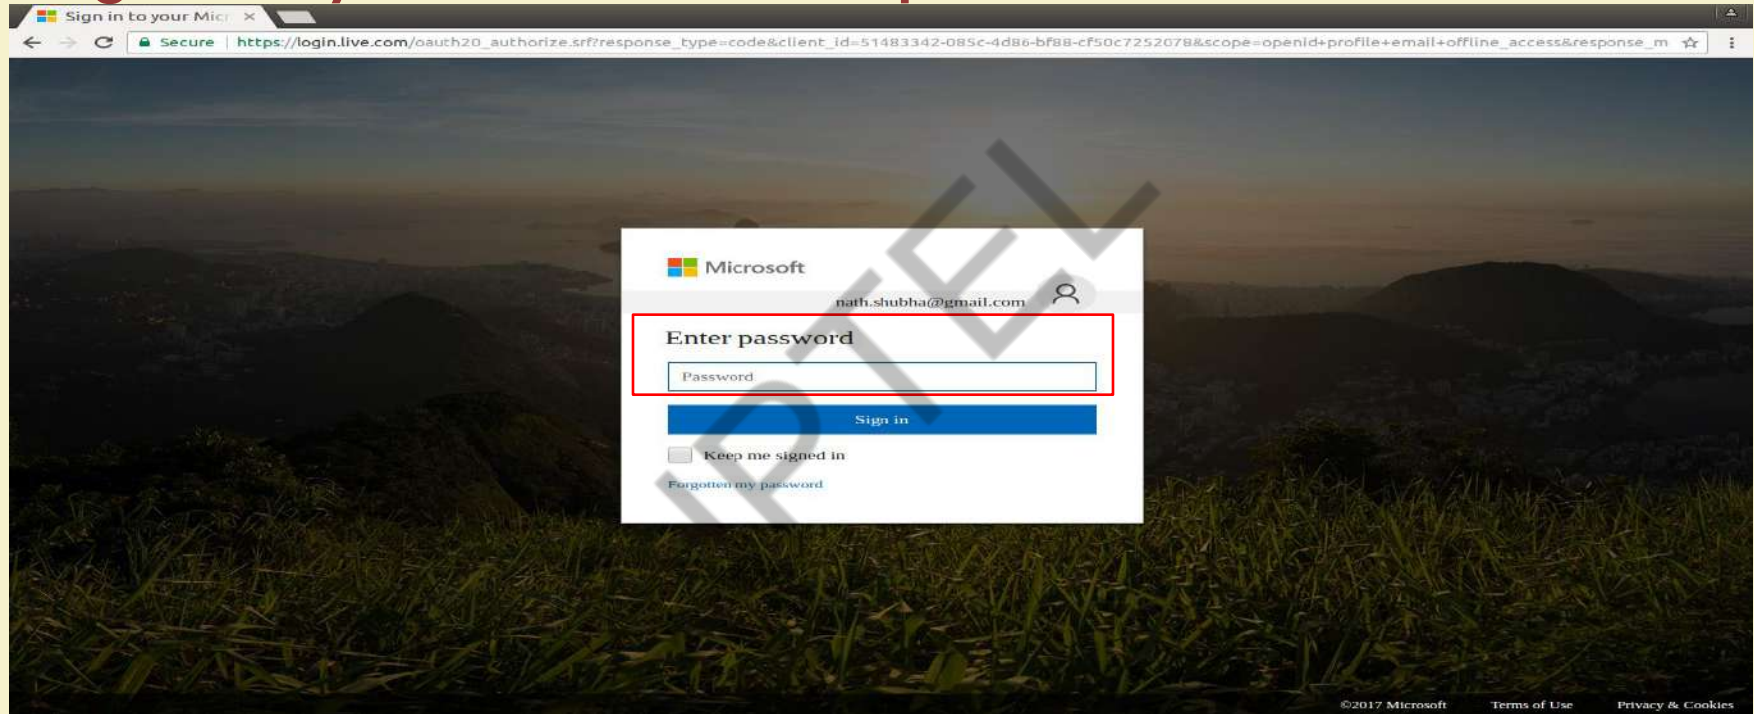 Sign in to your Micr
Secure https://login.live.com/oauth20_authorize.srf?response_type=code&client_id=51483342-085c-4d86-bf88-cf50c7252078&scope=openid+profile+email+offline_access&response_m
Microsoft
nath.shubha@gmail.com
Enter password
Password
Sign in
Keep me signed in
Forgotten my password
©2017 Microsoft Terms of Use Privacy & Cookies